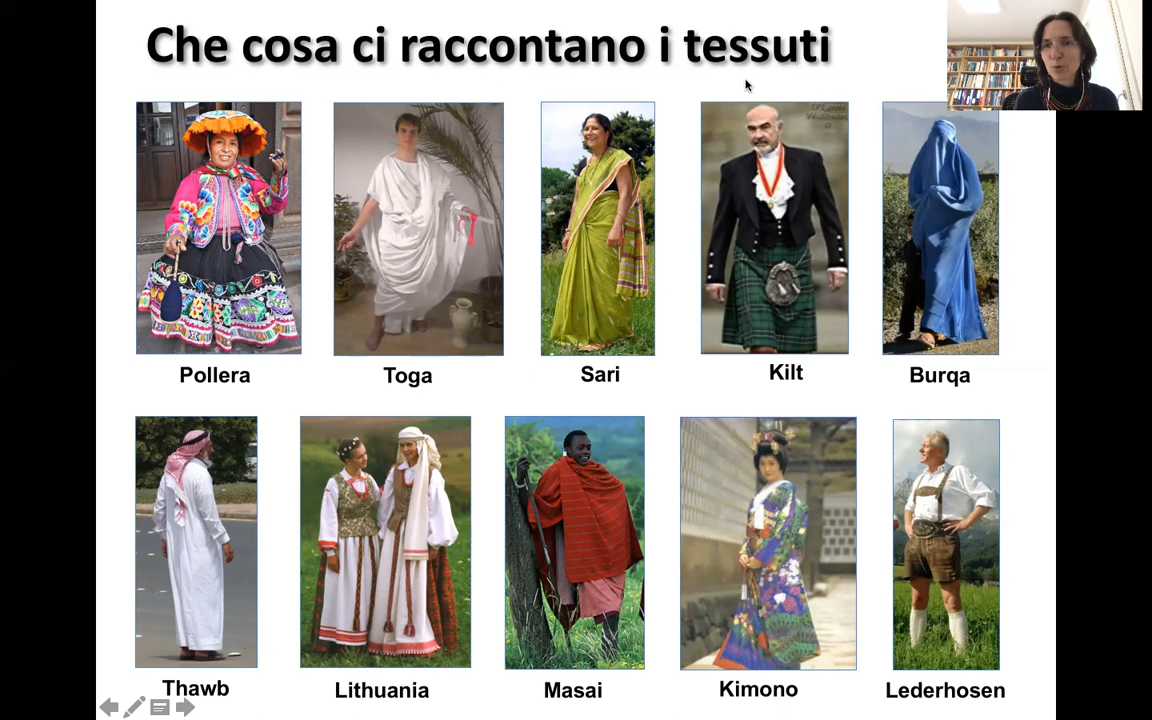 Che cosa ci raccontano i tessuti
Pollera
Toga
Sari
Kilt
Burqa
Thawb
Lithuania
Masai
Kimono
Lederhosen